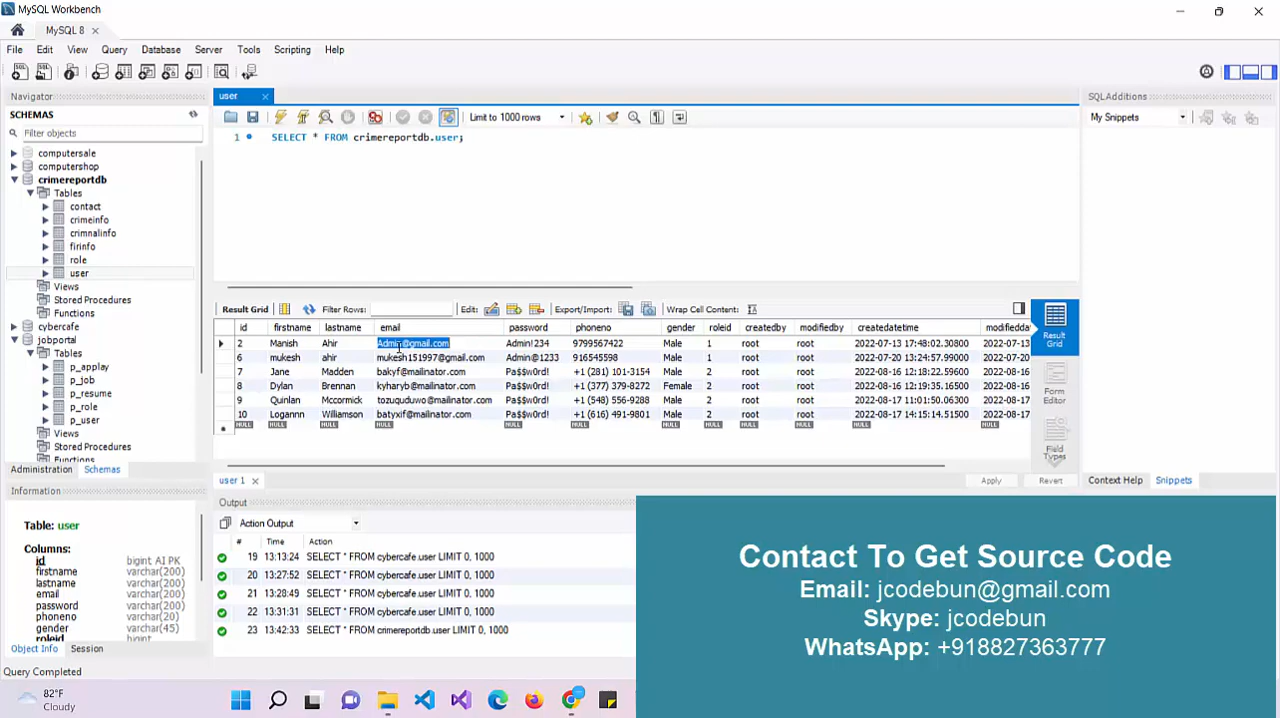 MySQL Workbench
MySQL 8
File Edit View Query Database Server Tools Scripting Help
Navigator
SCHEMAS
Filter objects
computersale
computershop
crimereportdb
Tables
contact
crimeinfo
crimnalinfo
firinfo
role
user
Views
Stored Procedures
Functions
cybercafe
jobportal
Tables
p_apply
p_job
p_resume
p_role
p_user
Views
Stored Procedures
Functions
Administration Schemas
Information
Table: user
Columns:
id bigint AI PK
firstname varchar(200)
lastname varchar(200)
email varchar(200)
password varchar(200)
phoneno varchar(20)
gender varchar(45)
roleid bigint
Object Info Session
Query Completed
user
Limit to 1000 rows
1 SELECT * FROM crimereportdb.user;
Result Grid Filter Rows: Edit: Export/Import: Wrap Cell Content:
id firstname lastname email password phoneno gender roleid createdby modifiedby createdatetime modifiedda
2 Manish Ahir Admin@gmail.com Admin!234 9799567422 Male 1 root root 2022-07-13 17:48:02.30800 2022-07-13
6 mukesh ahir mukesh151997@gmail.com Admin@1233 916545598 Male 1 root root 2022-07-20 13:24:57.99000 2022-07-20
7 Jane Madden bakyf@mailinator.com Pa$$w0rd! +1 (281) 101-3154 Male 2 root root 2022-08-16 12:18:22.59600 2022-08-16
8 Dylan Brennan kyharyb@mailinator.com Pa$$w0rd! +1 (377) 379-8272 Female 2 root root 2022-08-16 12:19:35.16500 2022-08-16
9 Quinlan Mccormick tozuquduwo@mailinator.com Pa$$w0rd! +1 (548) 556-9288 Male 2 root root 2022-08-17 11:01:50.06300 2022-08-17
10 Logannn Williamson batyxif@mailinator.com Pa$$w0rd! +1 (616) 491-9801 Male 2 root root 2022-08-17 14:15:14.51500 2022-08-17
NULL NULL NULL NULL NULL NULL NULL NULL NULL NULL NULL NULL
Result Grid
Form Editor
Field Types
user 1
Apply Revert
Output
Action Output
# Time Action
19 13:13:24 SELECT * FROM cybercafe.user LIMIT 0, 1000
20 13:27:52 SELECT * FROM cybercafe.user LIMIT 0, 1000
21 13:28:49 SELECT * FROM cybercafe.user LIMIT 0, 1000
22 13:31:31 SELECT * FROM cybercafe.user LIMIT 0, 1000
23 13:42:33 SELECT * FROM crimereportdb.user LIMIT 0, 1000
SQLAdditions
My Snippets
Context Help Snippets
Contact To Get Source Code
Email: jcodebun@gmail.com
Skype: jcodebun
WhatsApp: +918827363777
82°F
Cloudy